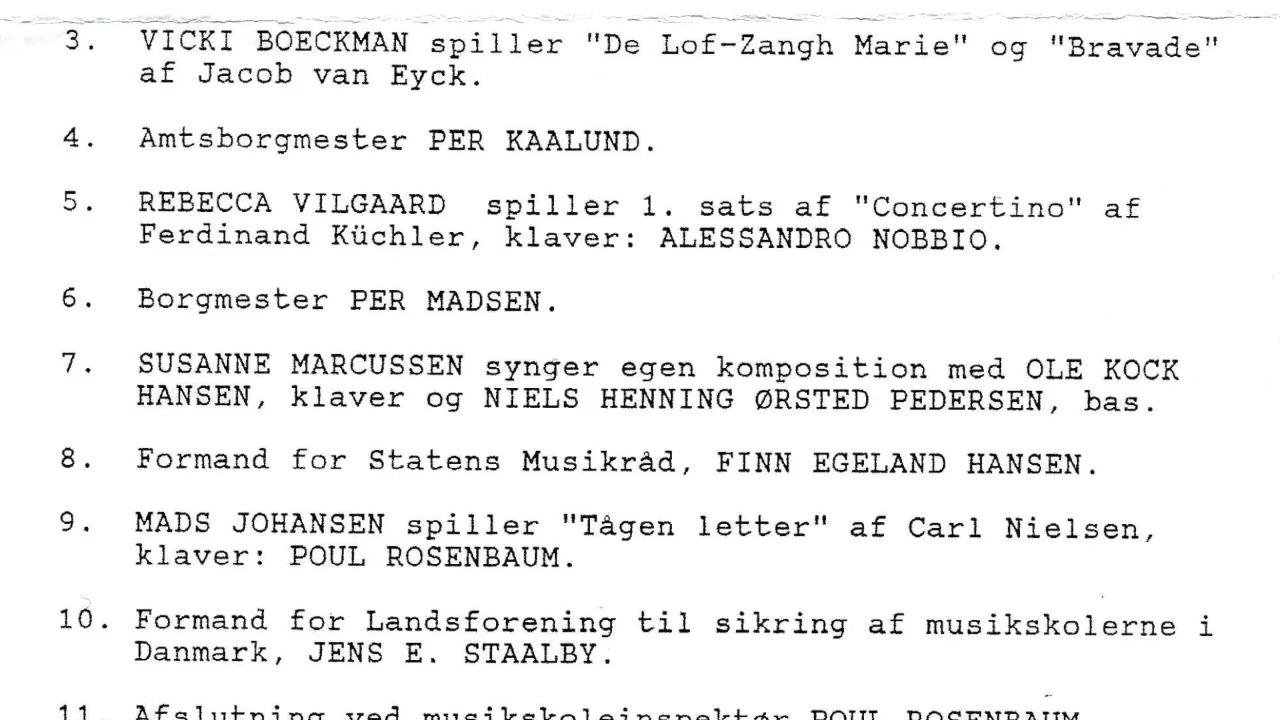 3. VICKI BOECKMAN spiller "De Lof-Zangh Marie" og "Bravade"
af Jacob van Eyck.
4. Amtsborgmester PER KAALUND.
5. REBECCA VILGAARD spiller 1. sats af "Concertino" af
Ferdinand Küchler, klaver: ALESSANDRO NOBBIO.
6. Borgmester PER MADSEN.
7. SUSANNE MARCUSSEN synger egen komposition med OLE KOCK
HANSEN, klaver og NIELS HENNING ØRSTED PEDERSEN, bas.
8. Formand for Statens Musikråd, FINN EGELAND HANSEN.
9. MADS JOHANSEN spiller "Tågen letter" af Carl Nielsen,
klaver: POUL ROSENBAUM.
10. Formand for Landsforening til sikring af musikskolerne i
Danmark, JENS E. STAALBY.
11. Afslutning ved musikskoleinspektør POUL ROSENBAUM